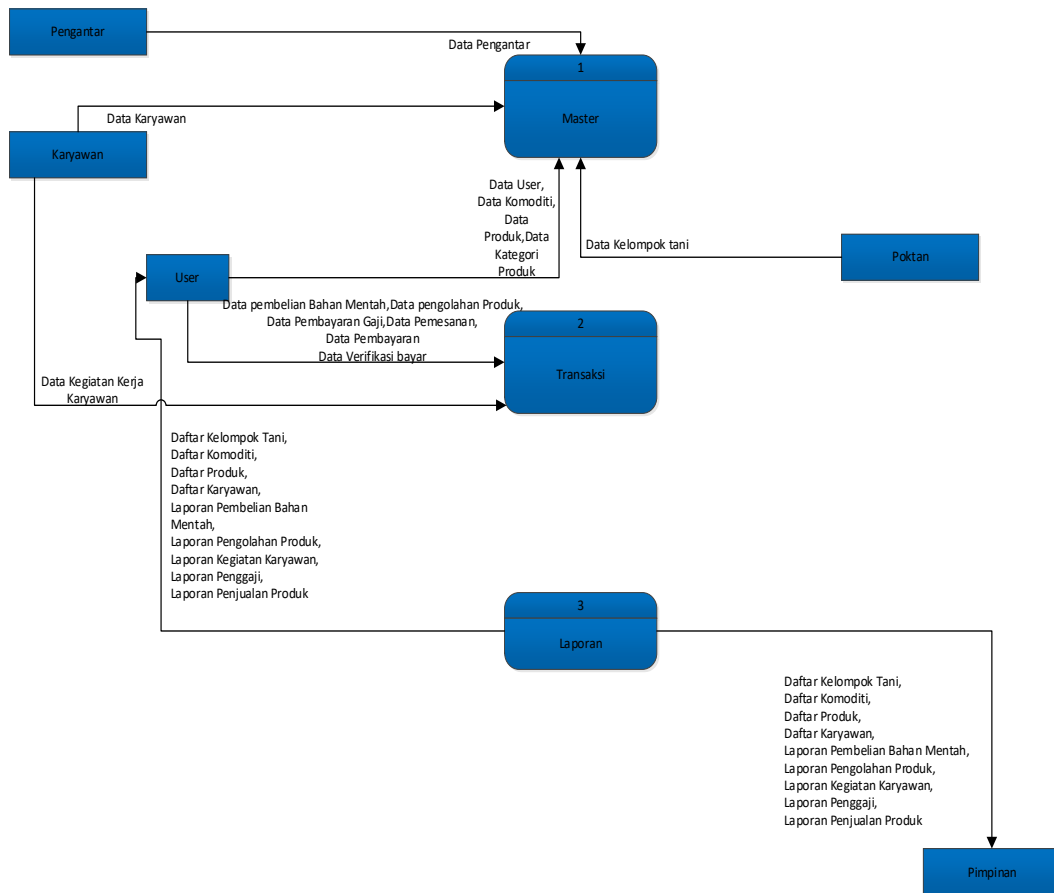 Pengantar
Data Pengantar
1
Master
Data Karyawan
Karyawan
Data User,
Data Komoditi,
Data
Produk,Data
Kategori
Produk
Data Kelompok tani
Poktan
User
Data pembelian Bahan Mentah,Data pengolahan Produk,
Data Pembayaran Gaji,Data Pemesanan,
Data Pembayaran
Data Verifikasi bayar
2
Transaksi
Data Kegiatan Kerja
Karyawan
Daftar Kelompok Tani,
Daftar Komoditi,
Daftar Produk,
Daftar Karyawan,
Laporan Pembelian Bahan
Mentah,
Laporan Pengolahan Produk,
Laporan Kegiatan Karyawan,
Laporan Penggaji,
Laporan Penjualan Produk
3
Laporan
Daftar Kelompok Tani,
Daftar Komoditi,
Daftar Produk,
Daftar Karyawan,
Laporan Pembelian Bahan Mentah,
Laporan Pengolahan Produk,
Laporan Kegiatan Karyawan,
Laporan Penggaji,
Laporan Penjualan Produk
Pimpinan